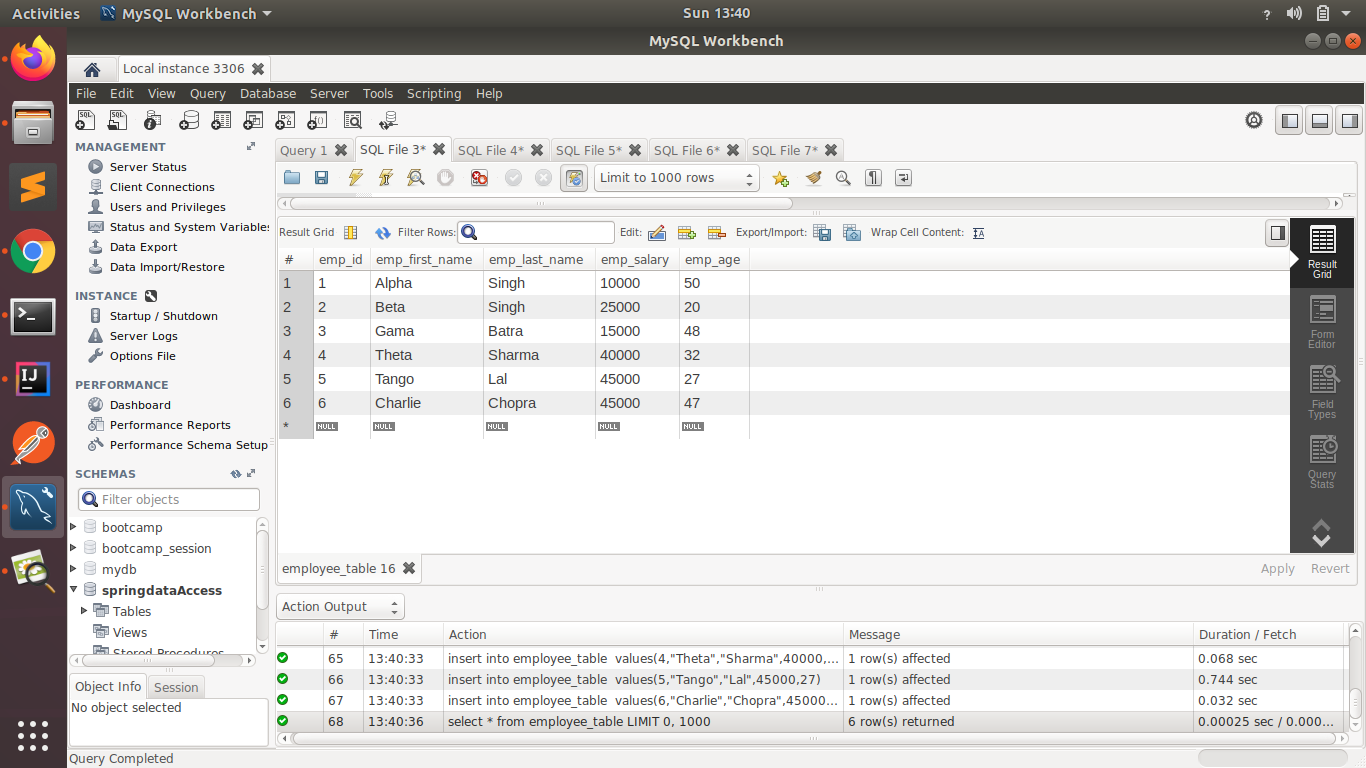 Activities MySQL Workbench Sun 13:40 ?
MySQL Workbench
Local instance 3306
File Edit View Query Database Server Tools Scripting Help
MANAGEMENT
Server Status
Client Connections
Users and Privileges
Status and System Variables
Data Export
Data Import/Restore
INSTANCE
Startup / Shutdown
Server Logs
Options File
PERFORMANCE
Dashboard
Performance Reports
Performance Schema Setup
SCHEMAS
Filter objects
bootcamp
bootcamp_session
mydb
springdataAccess
Tables
Views
Stored Procedures
Object Info Session
No object selected
Query 1 SQL File 3* SQL File 4* SQL File 5* SQL File 6* SQL File 7*
Limit to 1000 rows
Result Grid Filter Rows: Edit: Export/Import: Wrap Cell Content:
# emp_id emp_first_name emp_last_name emp_salary emp_age
1 1 Alpha Singh 10000 50
2 2 Beta Singh 25000 20
3 3 Gama Batra 15000 48
4 4 Theta Sharma 40000 32
5 5 Tango Lal 45000 27
6 6 Charlie Chopra 45000 47
* NULL NULL NULL NULL NULL
Result
Grid
Form
Editor
Field
Types
Query
Stats
employee_table 16 Apply Revert
Action Output
# Time Action Message Duration / Fetch
65 13:40:33 insert into employee_table values(4,"Theta","Sharma",40000,... 1 row(s) affected 0.068 sec
66 13:40:33 insert into employee_table values(5,"Tango","Lal",45000,27) 1 row(s) affected 0.744 sec
67 13:40:33 insert into employee_table values(6,"Charlie","Chopra",45000... 1 row(s) affected 0.032 sec
68 13:40:36 select * from employee_table LIMIT 0, 1000 6 row(s) returned 0.00025 sec / 0.000...
Query Completed